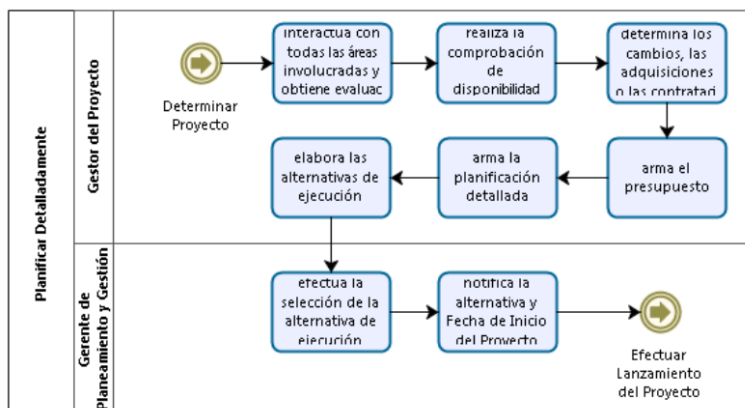 Planificar Detalladamente
Gestor del Proyecto
Determinar
Proyecto
interactúa con
todas las áreas
involucradas y
obtiene evaluac
realiza la
comprobación
de
disponibilidad
determina los
cambios, las
adquisiciones
o las contratad
elabora las
alternativas de
ejecución
arma la
planificación
detallada
arma el
presupuesto
Gerente de
Planeamiento y Gestión
efectua la
selección de la
alternativa de
ejecución
notifica la
alternativa y
Fecha de Inicio
del Proyecto
Efectuar
Lanzamiento
del Proyecto